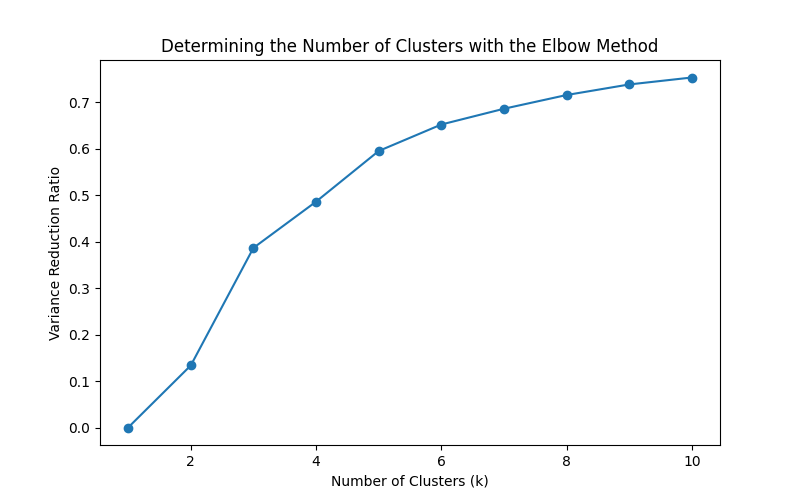 Determining the Number of Clusters with the Elbow Method
Variance Reduction Ratio
0.7
0.6
0.5
0.4
0.3
0.2
0.1
0.0
2 4 6 8 10
Number of Clusters (k)